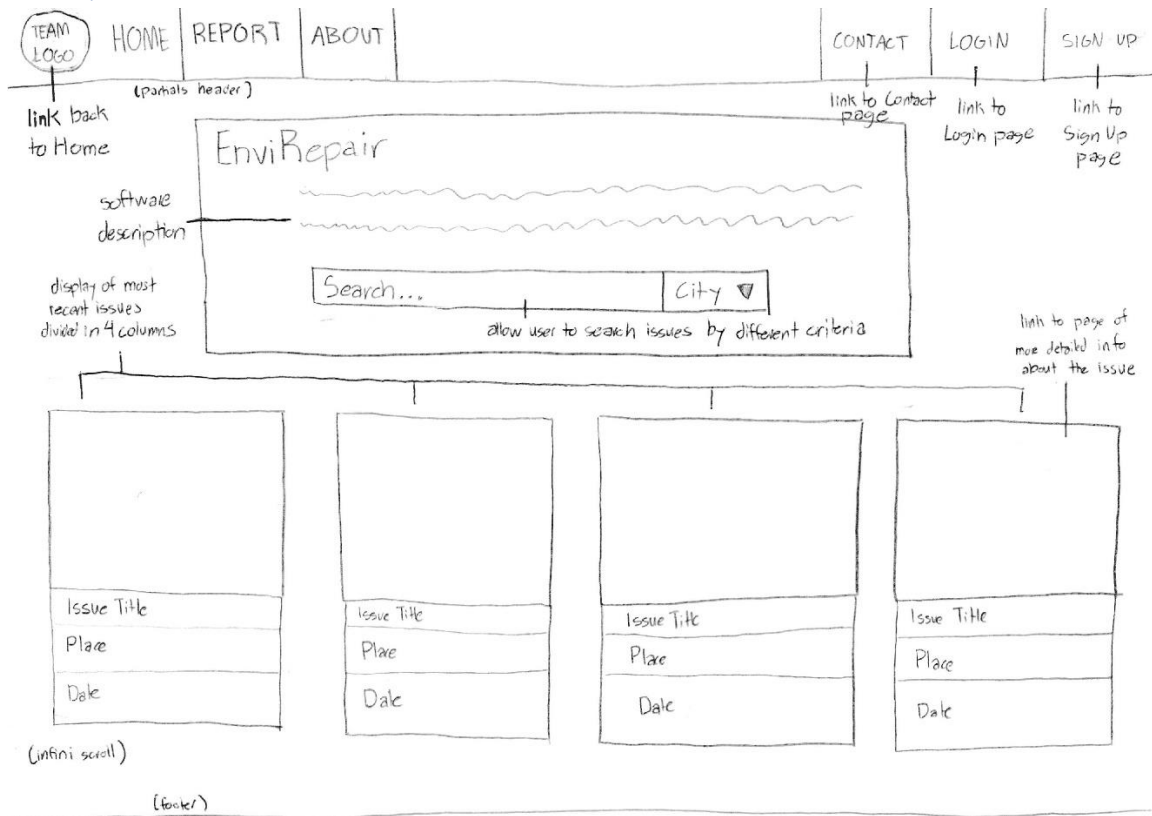 TEAM
LOGO
HOME
REPORT
ABOUT
CONTACT
LOGIN
SIGN UP
(partials header)
link back
to Home
link to Contact
page
link to
Login page
link to
Sign Up
page
EnviRepair
software
description
Search...
City
allow user to search issues by different criteria
display of most
recent issues
divided in 4 columns
link to page of
more detailed info
about the issue
Issue Title
Place
Date
Issue Title
Place
Date
Issue Title
Place
Date
Issue Title
Place
Date
(infini scroll)
(footer)